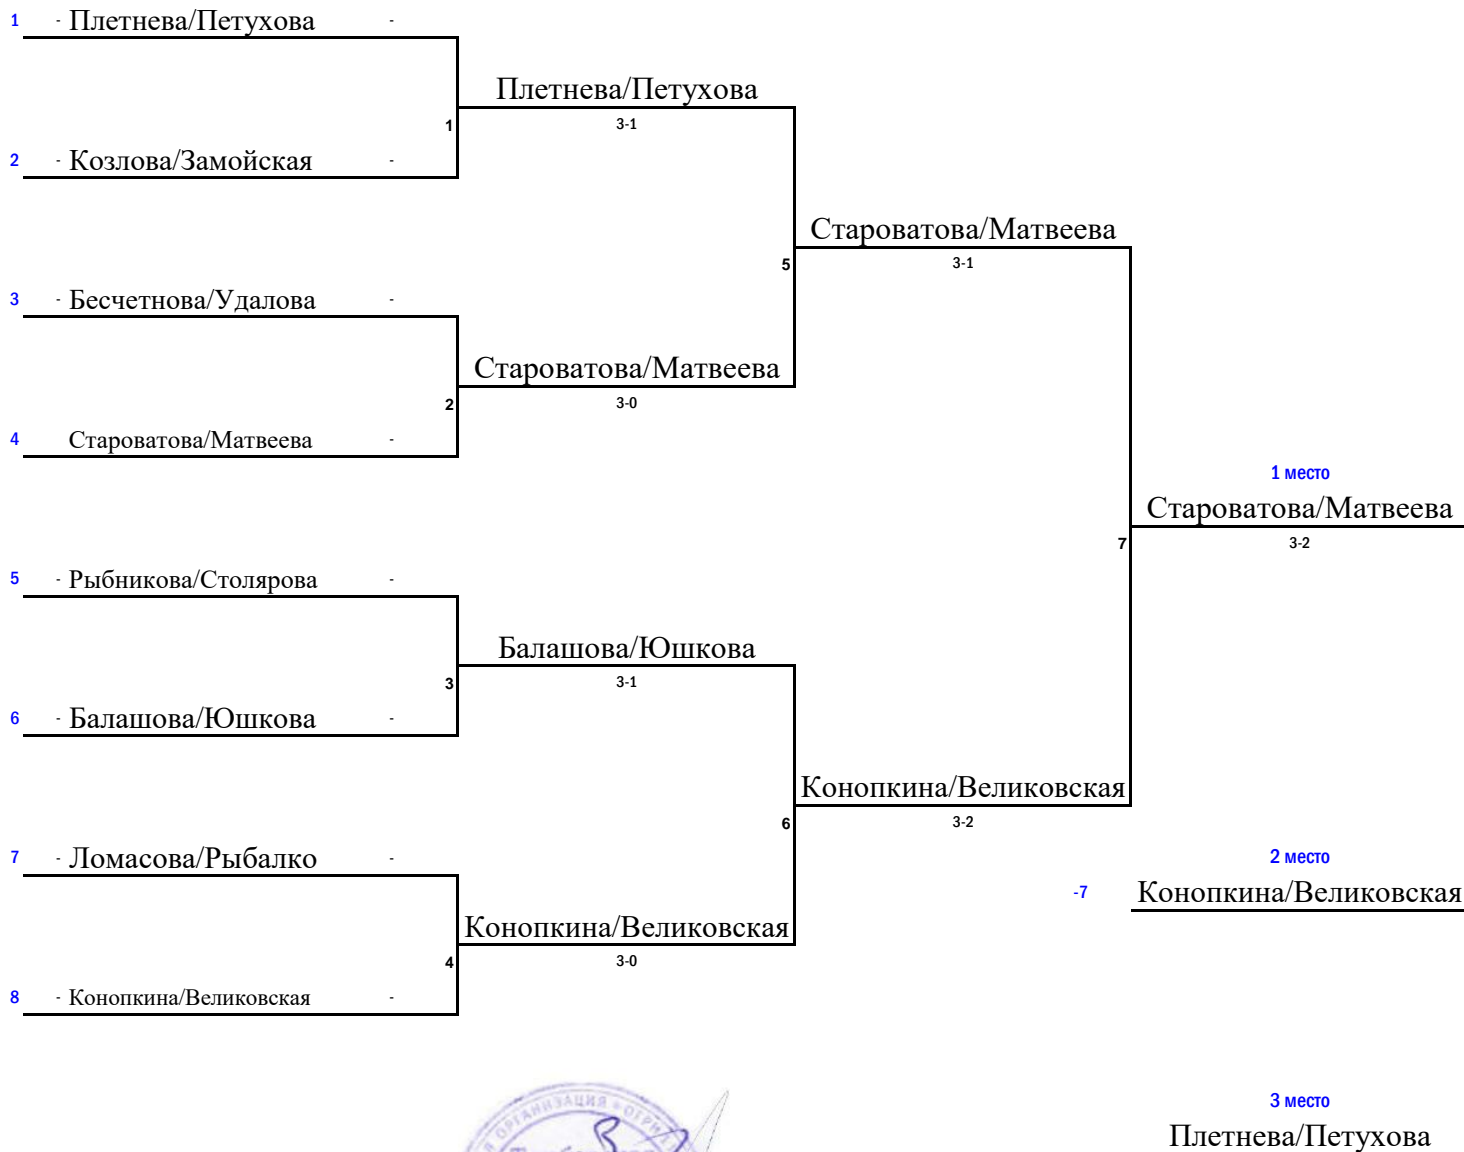 1 - Плетнева/Петухова -
Плетнева/Петухова
1 3-1
2 - Козлова/Замойская -
Староватова/Матвеева
5 3-1
3 - Бесчетнова/Удалова -
Староватова/Матвеева
2 3-0
4 Староватова/Матвеева -
1 место
Староватова/Матвеева
7 3-2
5 - Рыбникова/Столярова -
Балашова/Юшкова
3 3-1
6 - Балашова/Юшкова -
Конопкина/Великовская
6 3-2
7 - Ломасова/Рыбалко -
2 место
-7 Конопкина/Великовская
Конопкина/Великовская
4 3-0
8 - Конопкина/Великовская -
3 место
Плетнева/Петухова
ОРГАНИЗАЦИЯ